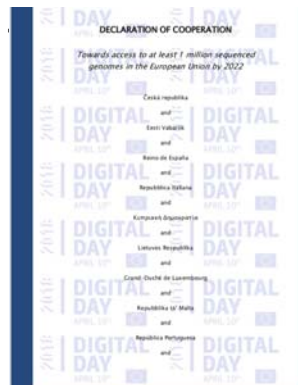 DECLARATION OF COOPERATION
Towards access to at least 1 million sequenced
genomes in the European Union by 2022
Česká republika
and
Eesti Vabariik
and
Reino de España
and
Repubblica Italiana
and
Κυπριακή Δημοκρατία
and
Lietuvos Respublika
and
Grand-Duché de Luxembourg
and
Repubblika ta' Malta
and
República Portuguesa
and
2018
DIGITAL
DAY
APRIL 10TH